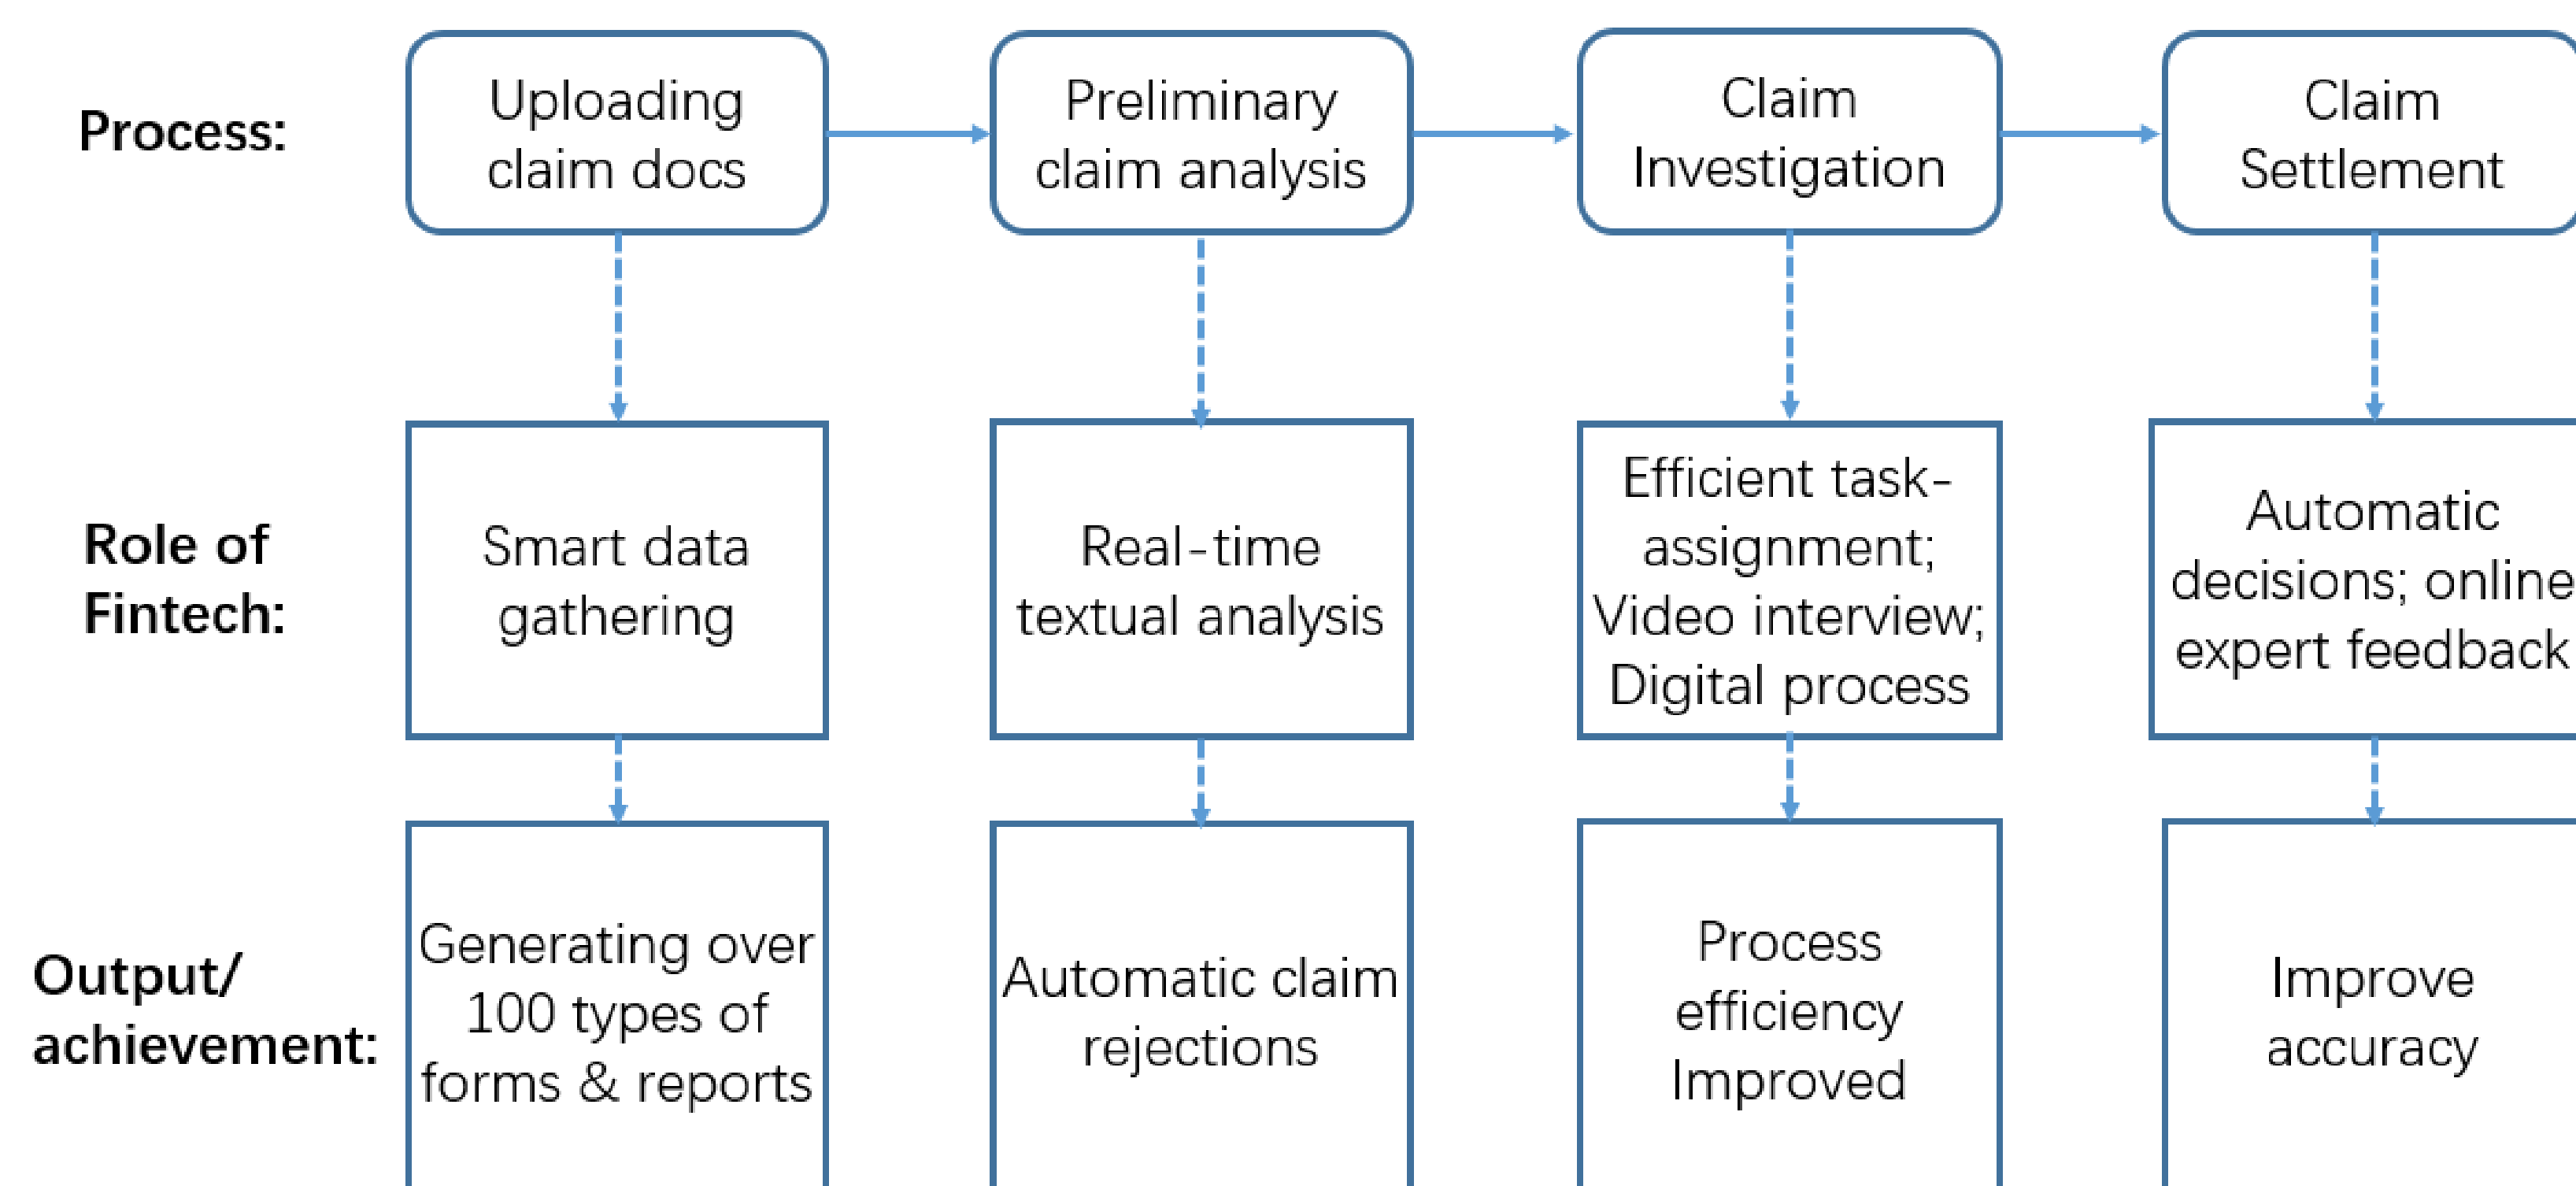 Process:
Uploading
claim docs
Preliminary
claim analysis
Claim
Investigation
Claim
Settlement
Role of
Fintech:
Smart data
gathering
Real-time
textual analysis
Efficient task-
assignment;
Video interview;
Digital process
Automatic
decisions; online
expert feedback
Output/
achievement:
Generating over
100 types of
forms & reports
Automatic claim
rejections
Process
efficiency
Improved
Improve
accuracy